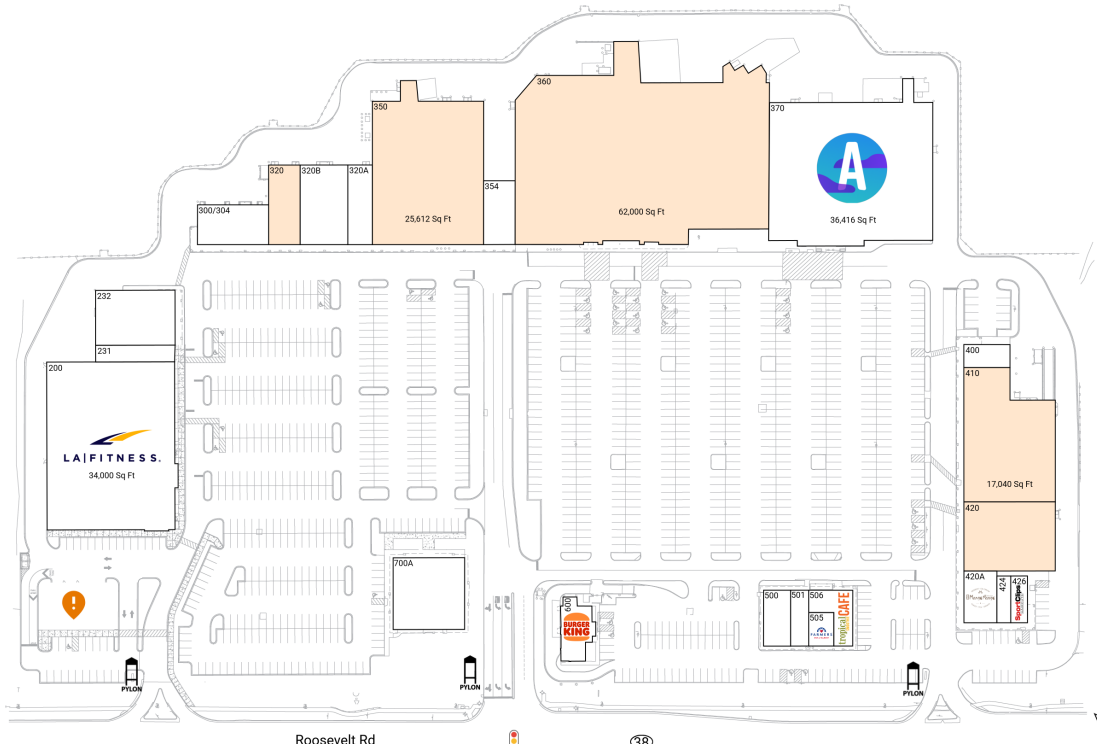 360
350
370
A
320
320B
320A
354
300/304
25,612 Sq Ft
62,000 Sq Ft
36,416 Sq Ft
232
231
200
LA|FITNESS.
34,000 Sq Ft
400
410
17,040 Sq Ft
420
420A
424
426
SportClips
700A
600
BURGER
KING
500
501
506
505
FARMERS
tropicalCAFE
!
PYLON
PYLON
PYLON
Roosevelt Rd
38